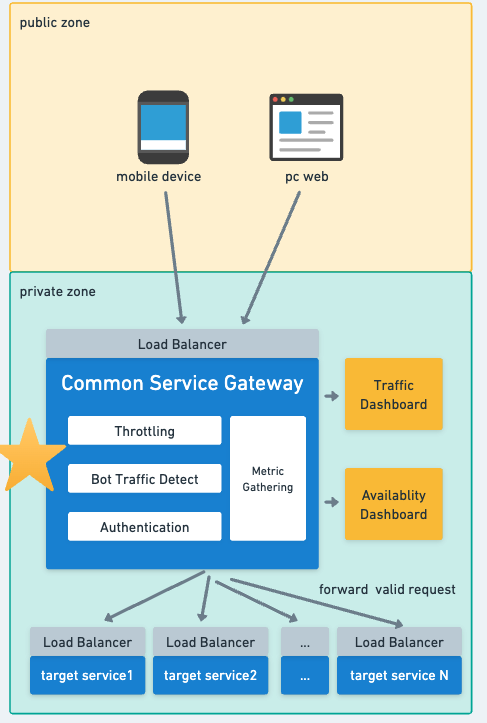 public zone
mobile device
pc web
private zone
Load Balancer
Common Service Gateway
Throttling
Bot Traffic Detect
Authentication
Metric
Gathering
Traffic
Dashboard
Availablity
Dashboard
forward valid request
Load Balancer
Load Balancer
...
Load Balancer
target service1
target service2
...
target service N